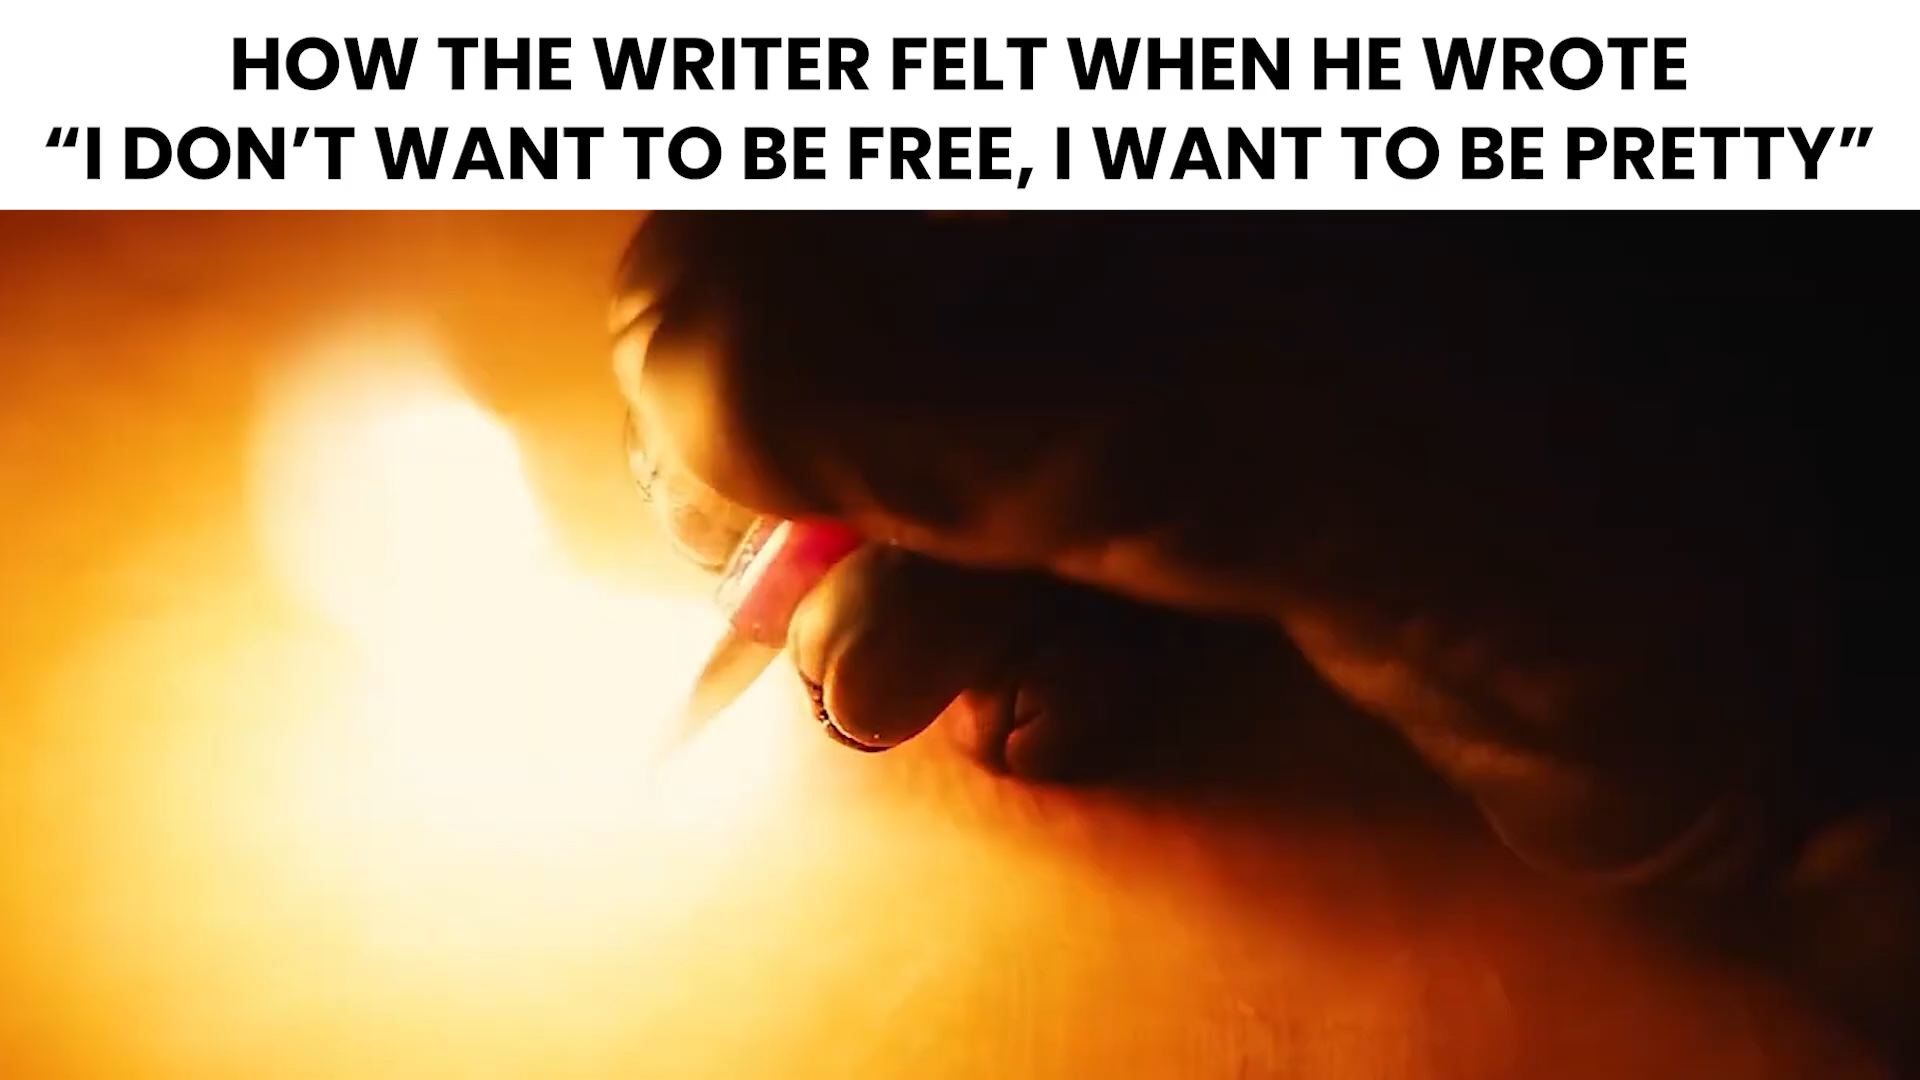 HOW THE WRITER FELT WHEN HE WROTE
“I DON’T WANT TO BE FREE, I WANT TO BE PRETTY”